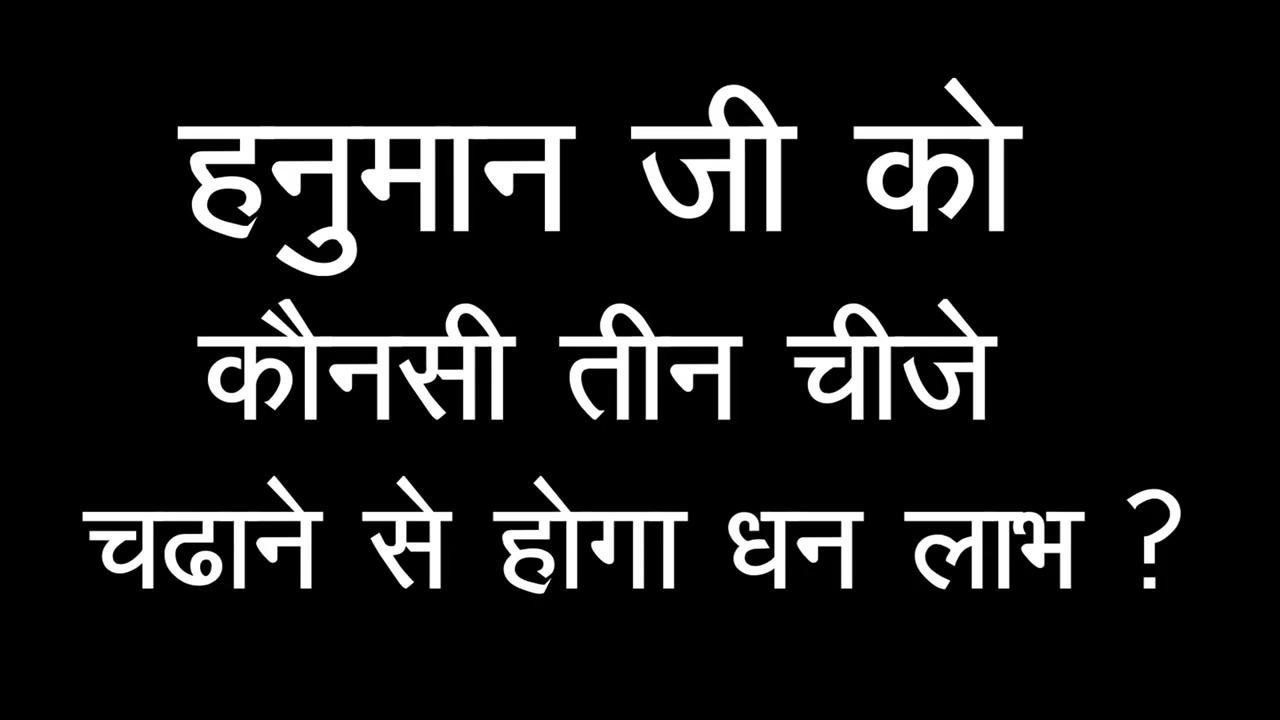 हनुमान जी को
कौनसी तीन चीजे
चढाने से होगा धन लाभ ?